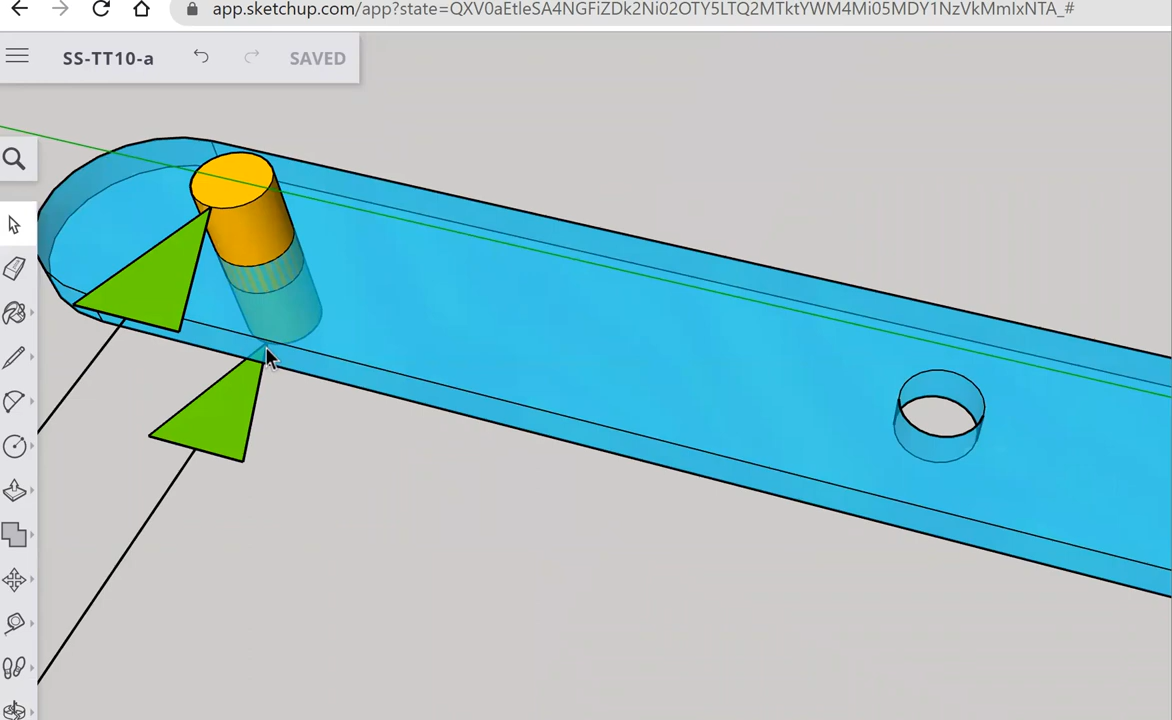 app.sketchup.com/app?state=QXV0aEtleSA4NGFiZDk2Ni02OTY5LTQ2MTktYWM4Mi05MDY1NzVkMmIxNTA_#
SS-TT10-a SAVED